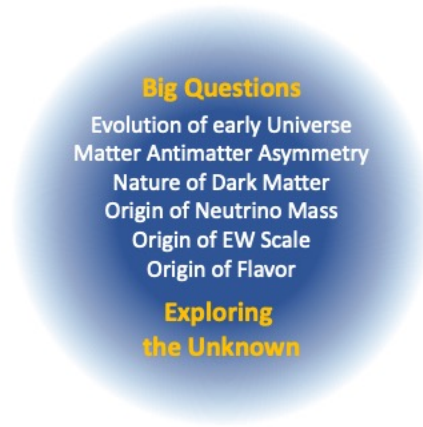 Big Questions
Evolution of early Universe
Matter Antimatter Asymmetry
Nature of Dark Matter
Origin of Neutrino Mass
Origin of EW Scale
Origin of Flavor
Exploring
the Unknown